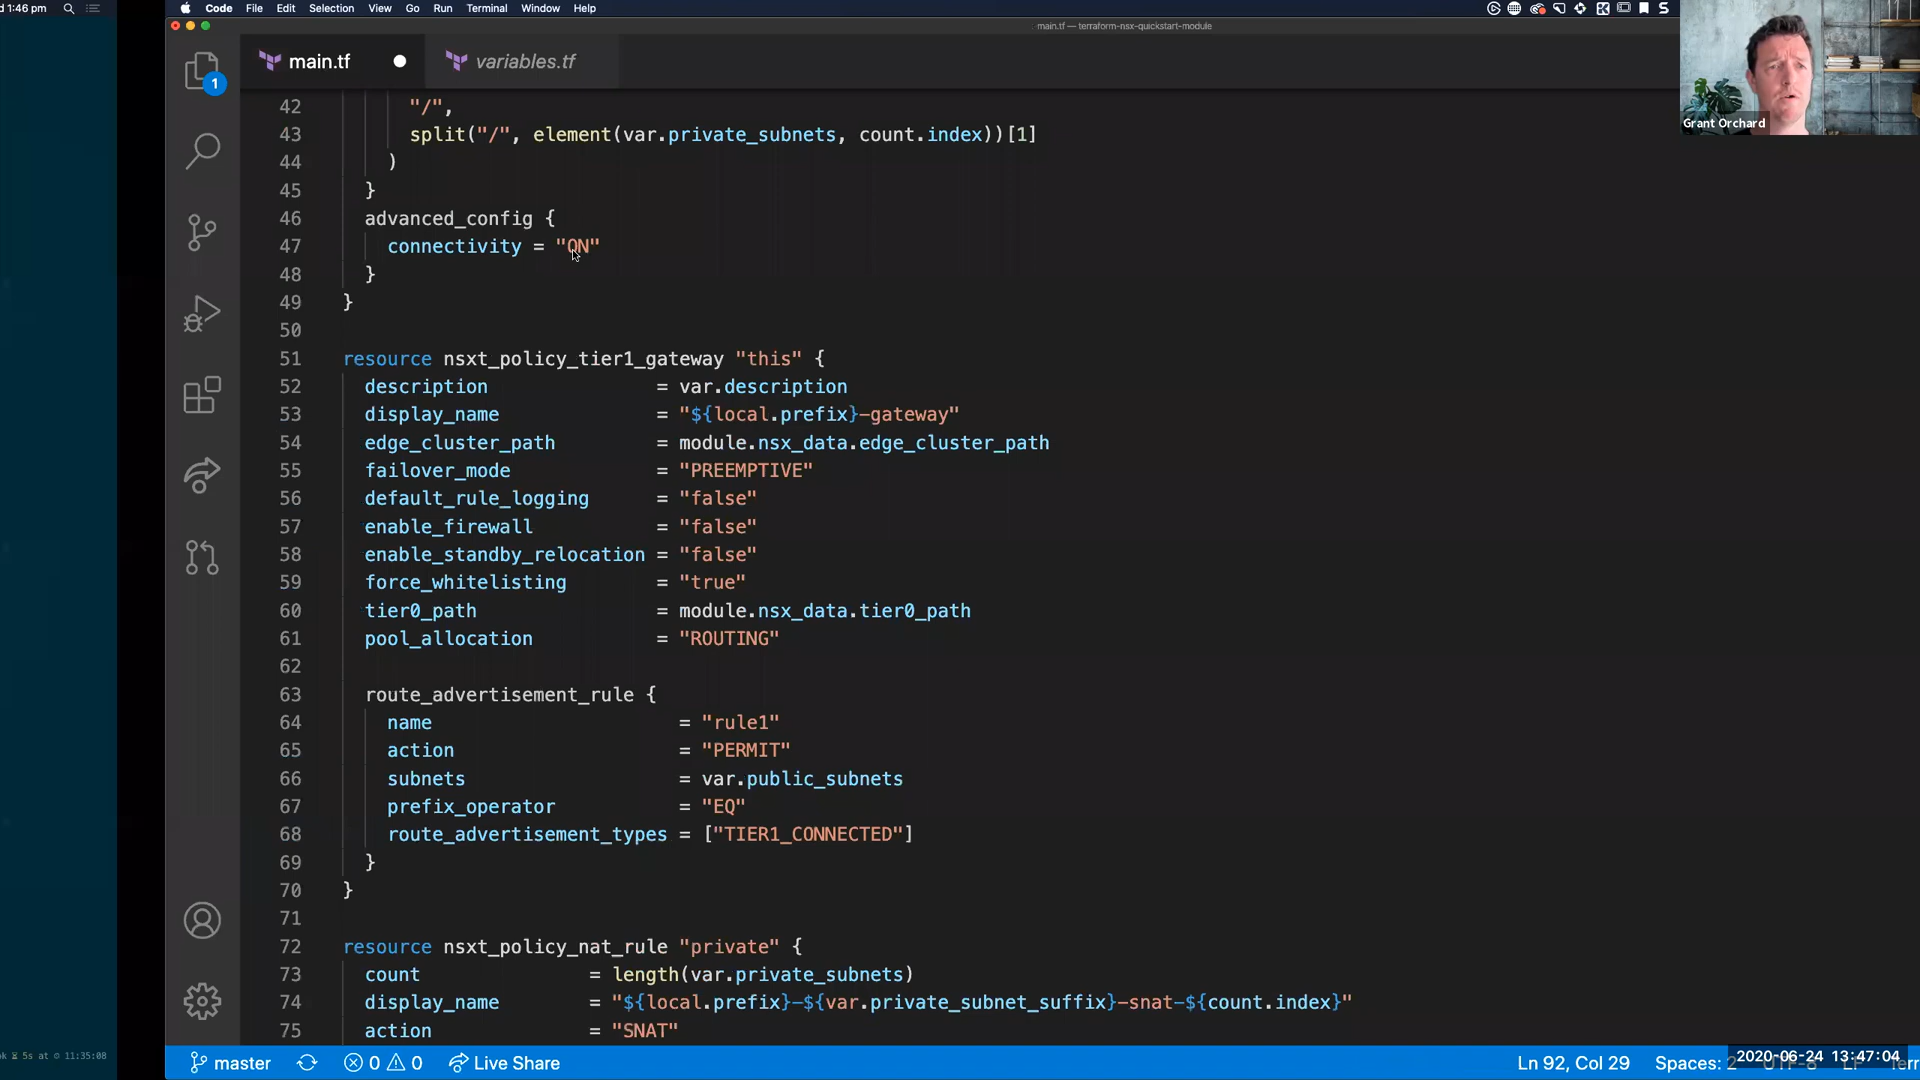 1:46 pm
Code File Edit Selection View Go Run Terminal Window Help
main.tf — terraform-nsx-quickstart-module
main.tf
variables.tf
Grant Orchard
1
42 "/",
43 split("/", element(var.private_subnets, count.index))[1]
44 )
45 }
46 advanced_config {
47 connectivity = "ON"
48 }
49 }
50
51 resource nsxt_policy_tier1_gateway "this" {
52 description = var.description
53 display_name = "${local.prefix}-gateway"
54 edge_cluster_path = module.nsx_data.edge_cluster_path
55 failover_mode = "PREEMPTIVE"
56 default_rule_logging = "false"
57 enable_firewall = "false"
58 enable_standby_relocation = "false"
59 force_whitelisting = "true"
60 tier0_path = module.nsx_data.tier0_path
61 pool_allocation = "ROUTING"
62
63 route_advertisement_rule {
64 name = "rule1"
65 action = "PERMIT"
66 subnets = var.public_subnets
67 prefix_operator = "EQ"
68 route_advertisement_types = ["TIER1_CONNECTED"]
69 }
70 }
71
72 resource nsxt_policy_nat_rule "private" {
73 count = length(var.private_subnets)
74 display_name = "${local.prefix}-${var.private_subnet_suffix}-snat-${count.index}"
75 action = "SNAT"
5s at 11:35:08
master 0 0 Live Share Ln 92, Col 29 Spaces: 2
2020-06-24 13:47:04